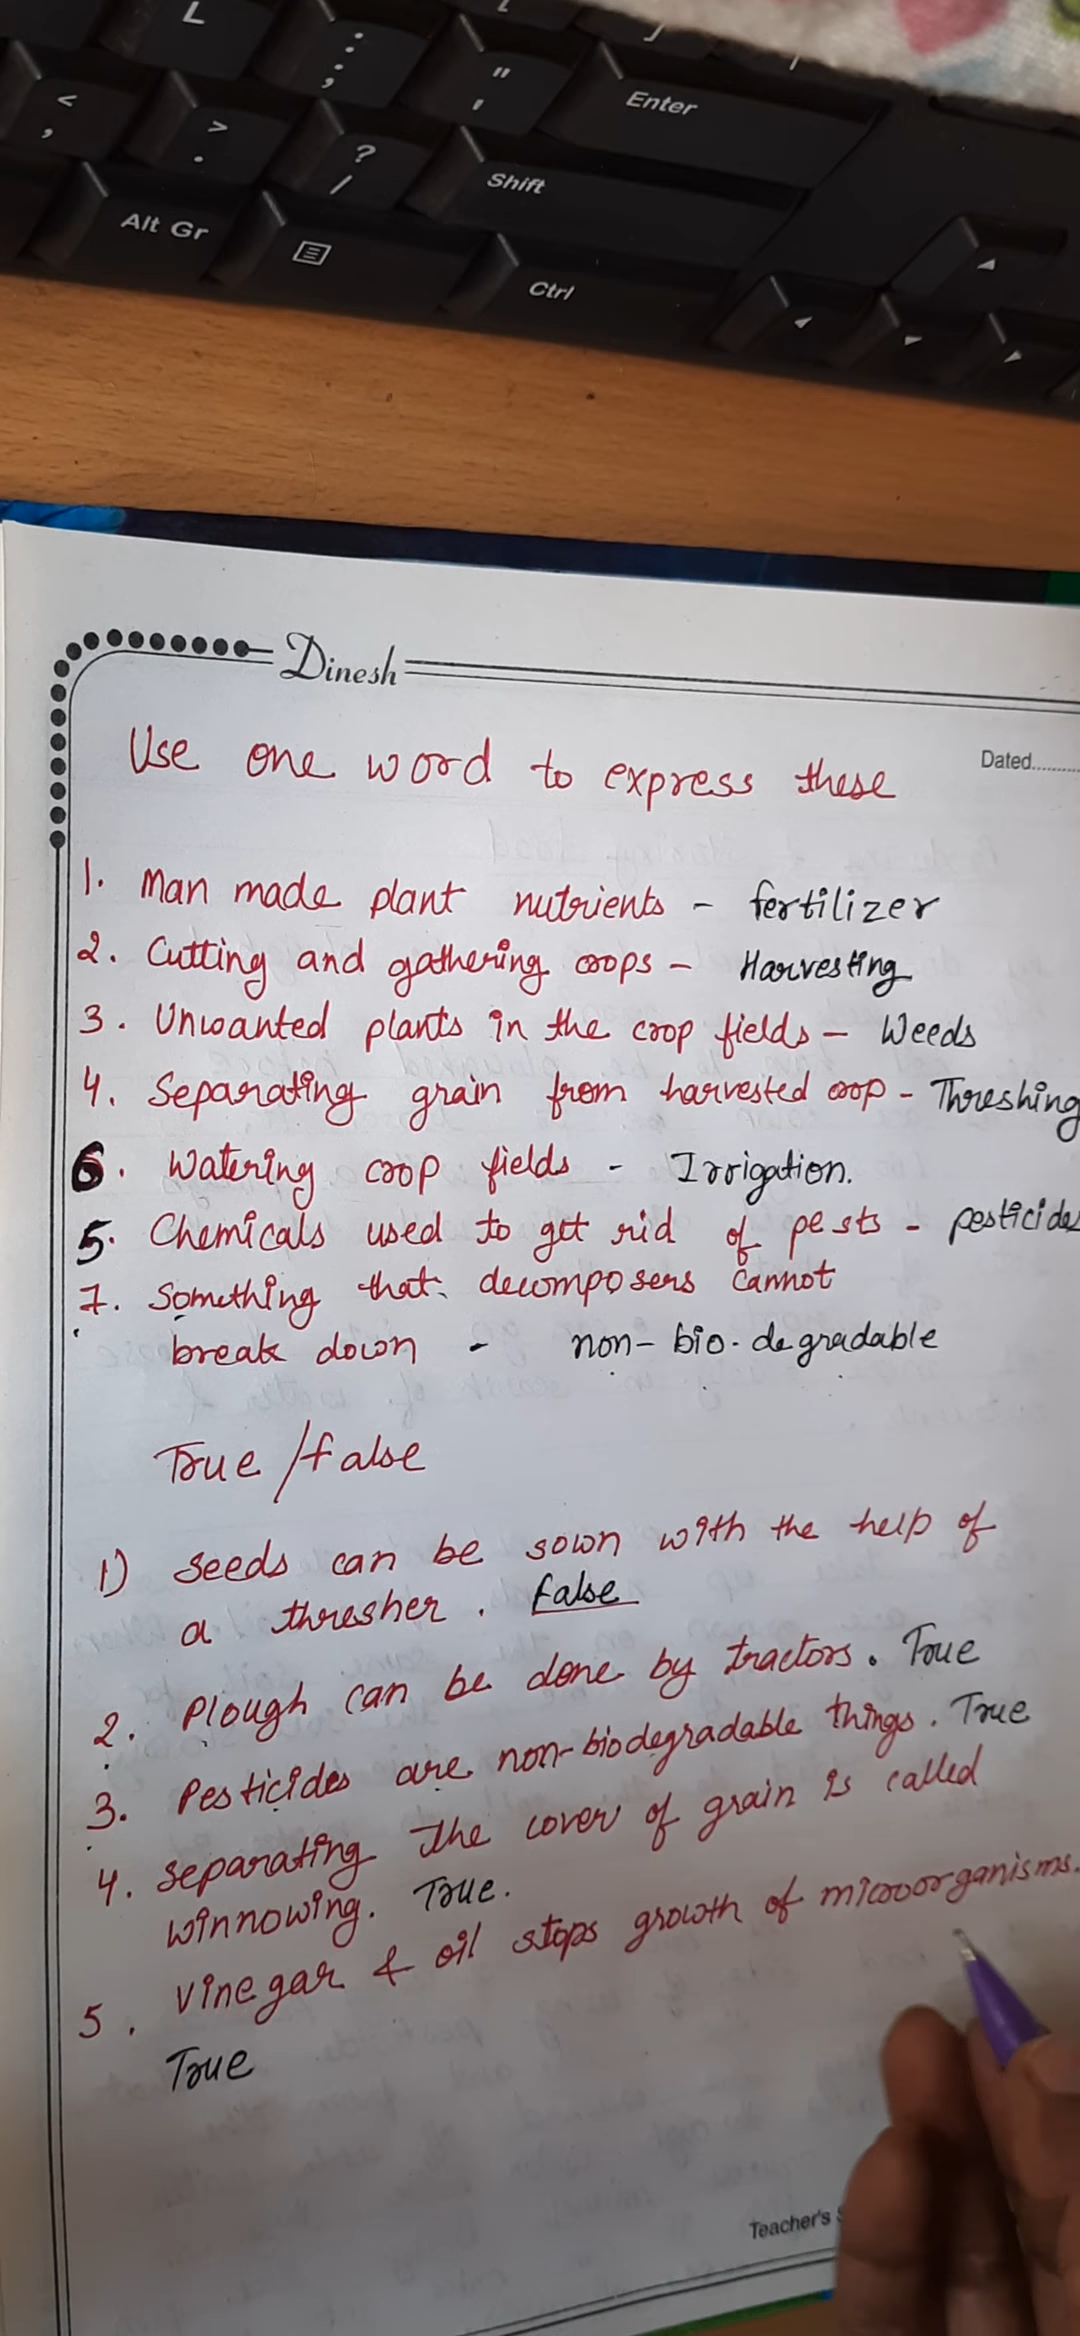 L
:
;
"
'
Enter
<
,
>
.
?
/
Shift
Alt Gr
Ctrl
Dinesh
Dated..........
Use one word to express these
1. Man made plant nutrients - fertilizer
2. Cutting and gathering crops - Harvesting
3. Unwanted plants in the crop fields - Weeds
4. Separating grain from harvested crop - Threshing
6. Watering crop fields - Irrigation.
5. Chemicals used to get rid of pests - pesticides
7. Something that decomposers cannot
break down - non-bio-degradable
True/false
1) Seeds can be sown with the help of
a thresher. false
2. Plough can be done by tractors. True
3. Pesticides are non-biodegradable things. True
4. Separating the cover of grain is called
winnowing. True.
5. Vinegar & oil stops growth of microorganisms.
True
Teacher's